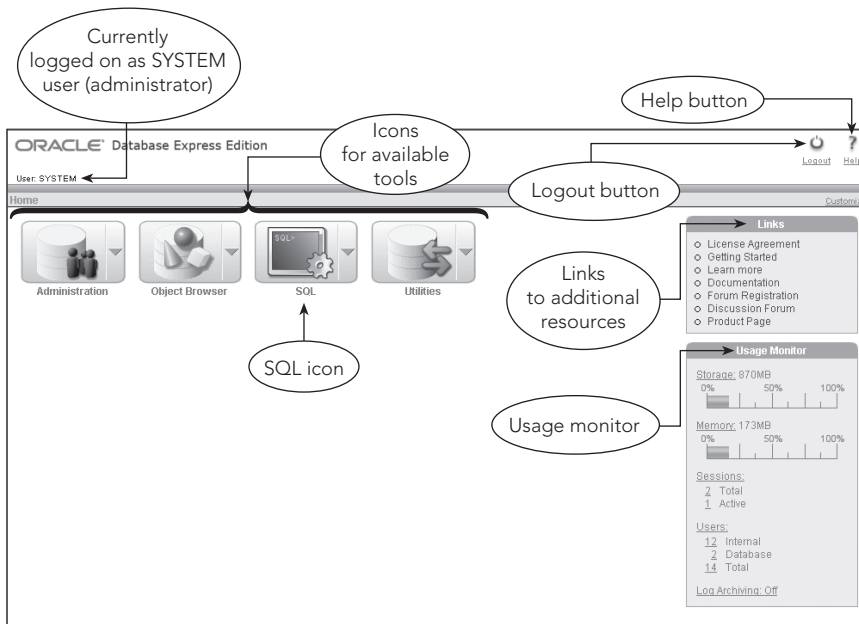 Currently
logged on as SYSTEM
user (administrator)
Help button
ORACLE® Database Express Edition
Icons
for available
tools
Logout
Help
User: SYSTEM
Logout button
Home
Customiz
Administration
Object Browser
SQL>
SQL
Utilities
SQL icon
Links
to additional
resources
Links
License Agreement
Getting Started
Learn more
Documentation
Forum Registration
Discussion Forum
Product Page
Usage monitor
Usage Monitor
Storage: 870MB
0% 50% 100%
Memory: 173MB
0% 50% 100%
Sessions:
2 Total
1 Active
Users:
12 Internal
2 Database
14 Total
Log Archiving: Off